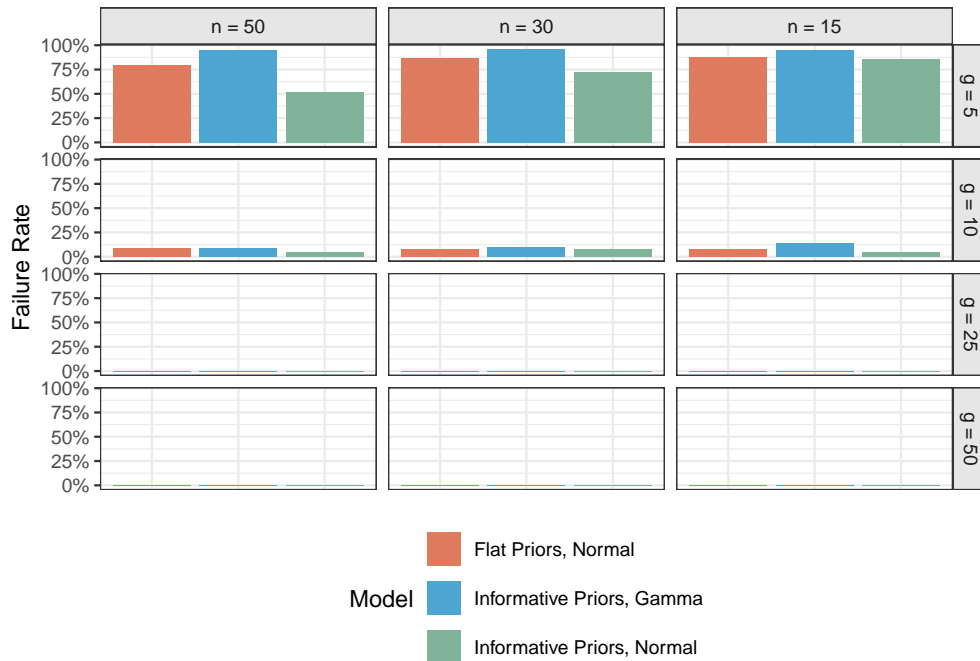 n = 50
n = 30
n = 15
100%
75%
50%
25%
0%
g = 5
100%
75%
50%
25%
0%
g = 10
100%
75%
50%
25%
0%
g = 25
100%
75%
50%
25%
0%
g = 50
Failure Rate
Model
Flat Priors, Normal
Informative Priors, Gamma
Informative Priors, Normal